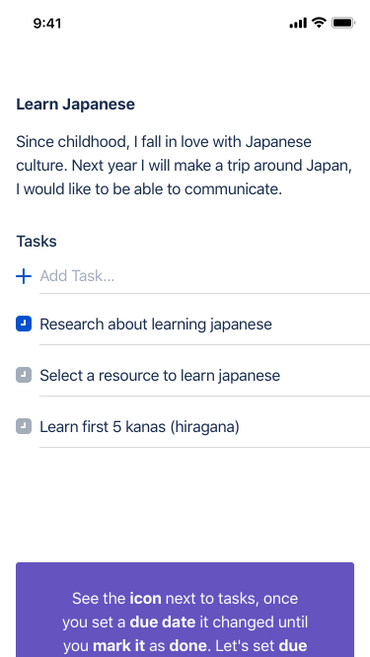 9:41
Learn Japanese
Since childhood, I fall in love with Japanese
culture. Next year I will make a trip around Japan,
I would like to be able to communicate.
Tasks
Add Task...
Research about learning japanese
Select a resource to learn japanese
Learn first 5 kanas (hiragana)
See the icon next to tasks, once
you set a due date it changed until
you mark it as done. Let's set due